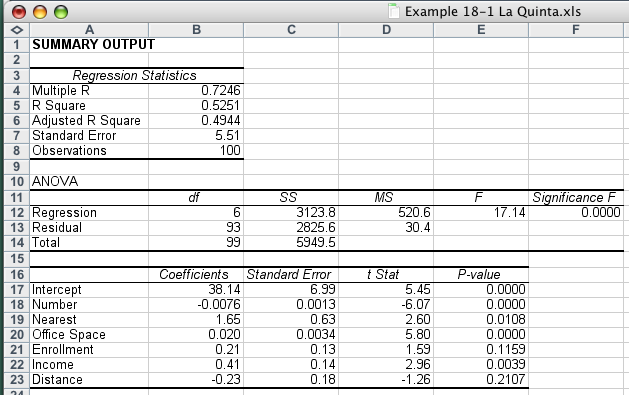 Example 18-1 La Quinta.xls
A B C D E F
1 SUMMARY OUTPUT
2
3 Regression Statistics
4 Multiple R 0.7246
5 R Square 0.5251
6 Adjusted R Square 0.4944
7 Standard Error 5.51
8 Observations 100
9
10 ANOVA
11 df SS MS F Significance F
12 Regression 6 3123.8 520.6 17.14 0.0000
13 Residual 93 2825.6 30.4
14 Total 99 5949.5
15
16 Coefficients Standard Error t Stat P-value
17 Intercept 38.14 6.99 5.45 0.0000
18 Number -0.0076 0.0013 -6.07 0.0000
19 Nearest 1.65 0.63 2.60 0.0108
20 Office Space 0.020 0.0034 5.80 0.0000
21 Enrollment 0.21 0.13 1.59 0.1159
22 Income 0.41 0.14 2.96 0.0039
23 Distance -0.23 0.18 -1.26 0.2107